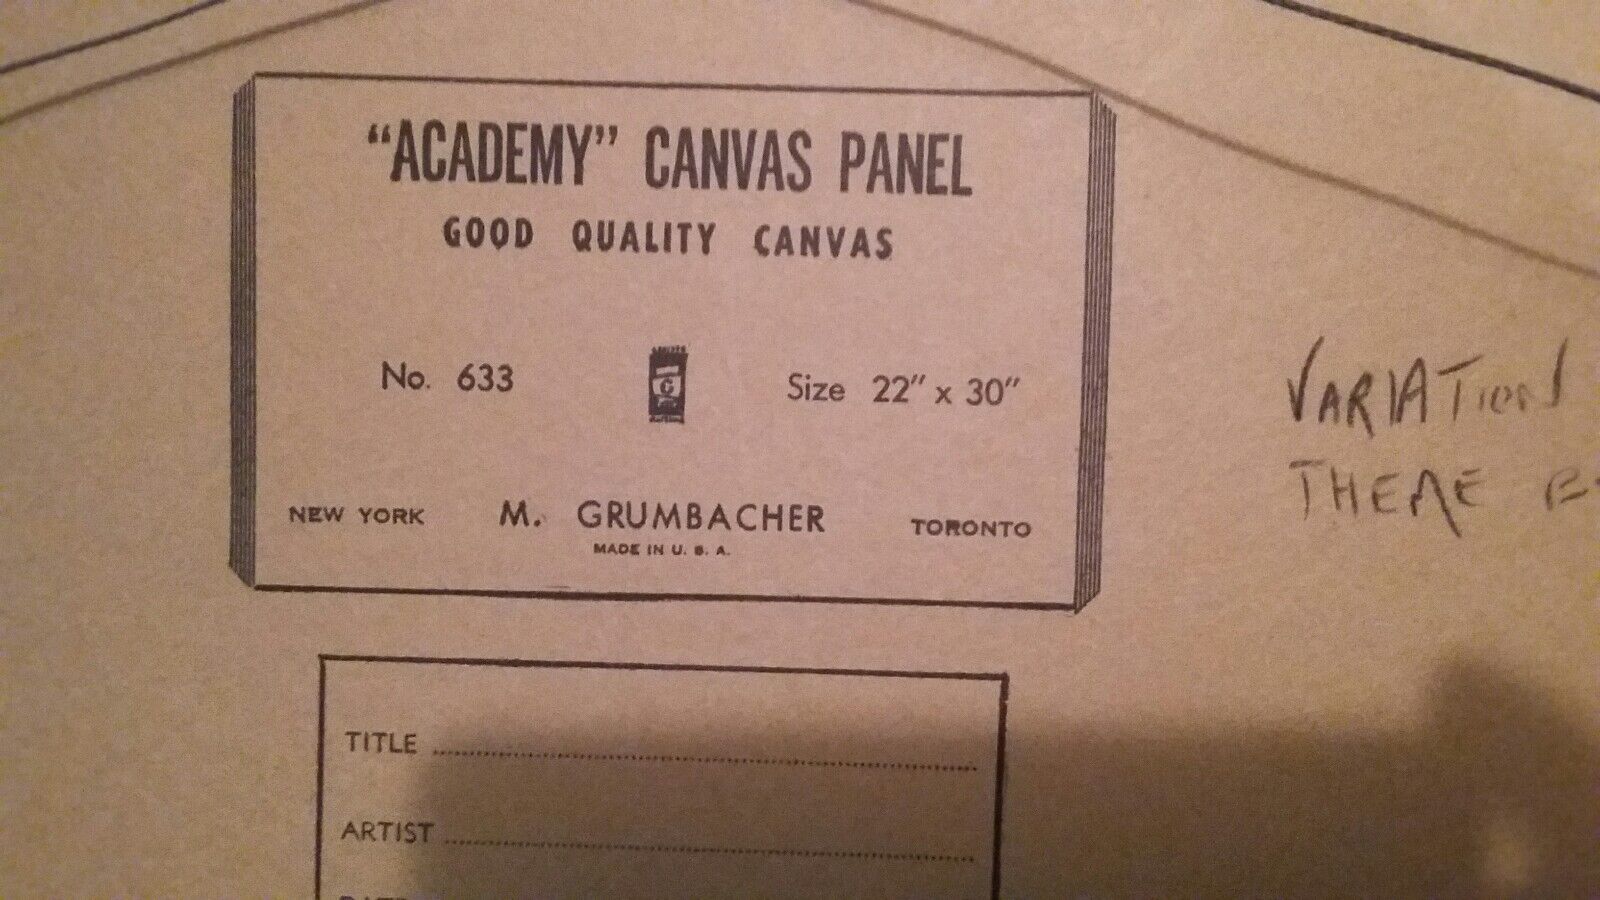 “ACADEMY” CANVAS PANEL
GOOD QUALITY CANVAS
No. 633
G
Size 22” x 30”
NEW YORK M. GRUMBACHER TORONTO
MADE IN U. S. A.
VARIATION
THEME
TITLE
ARTIST